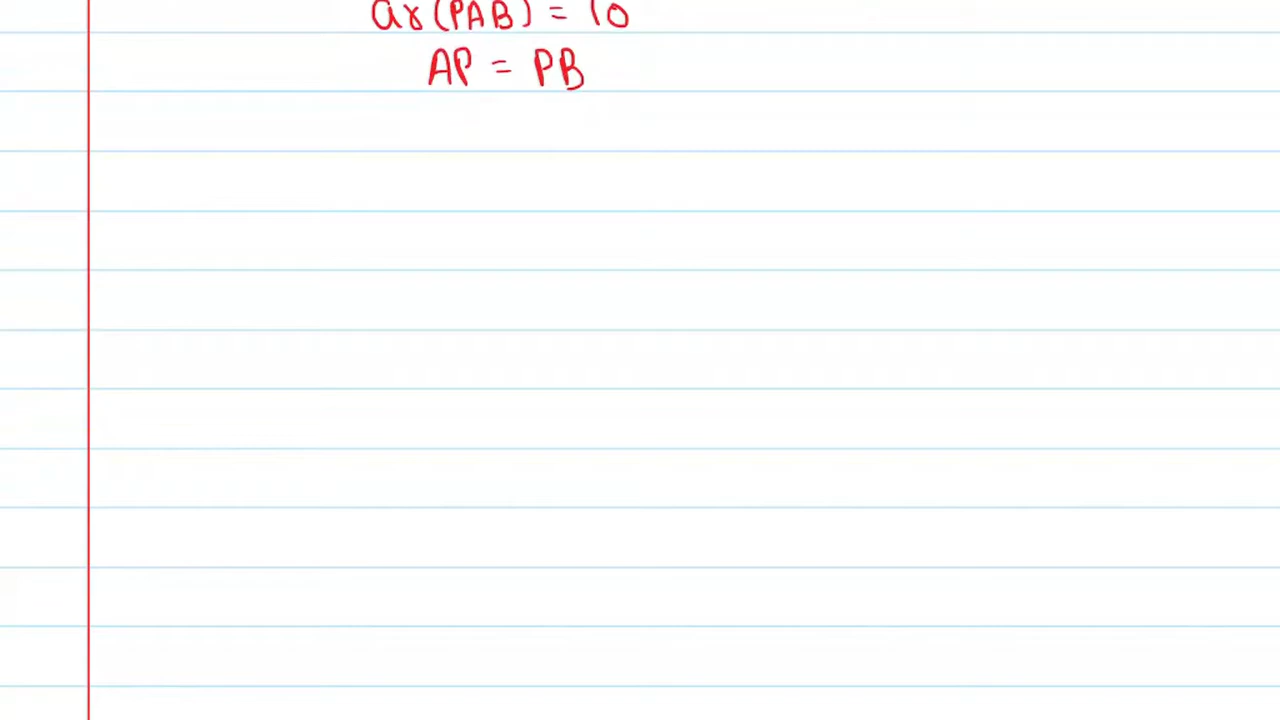 ar (PAB) = 10
AP = PB